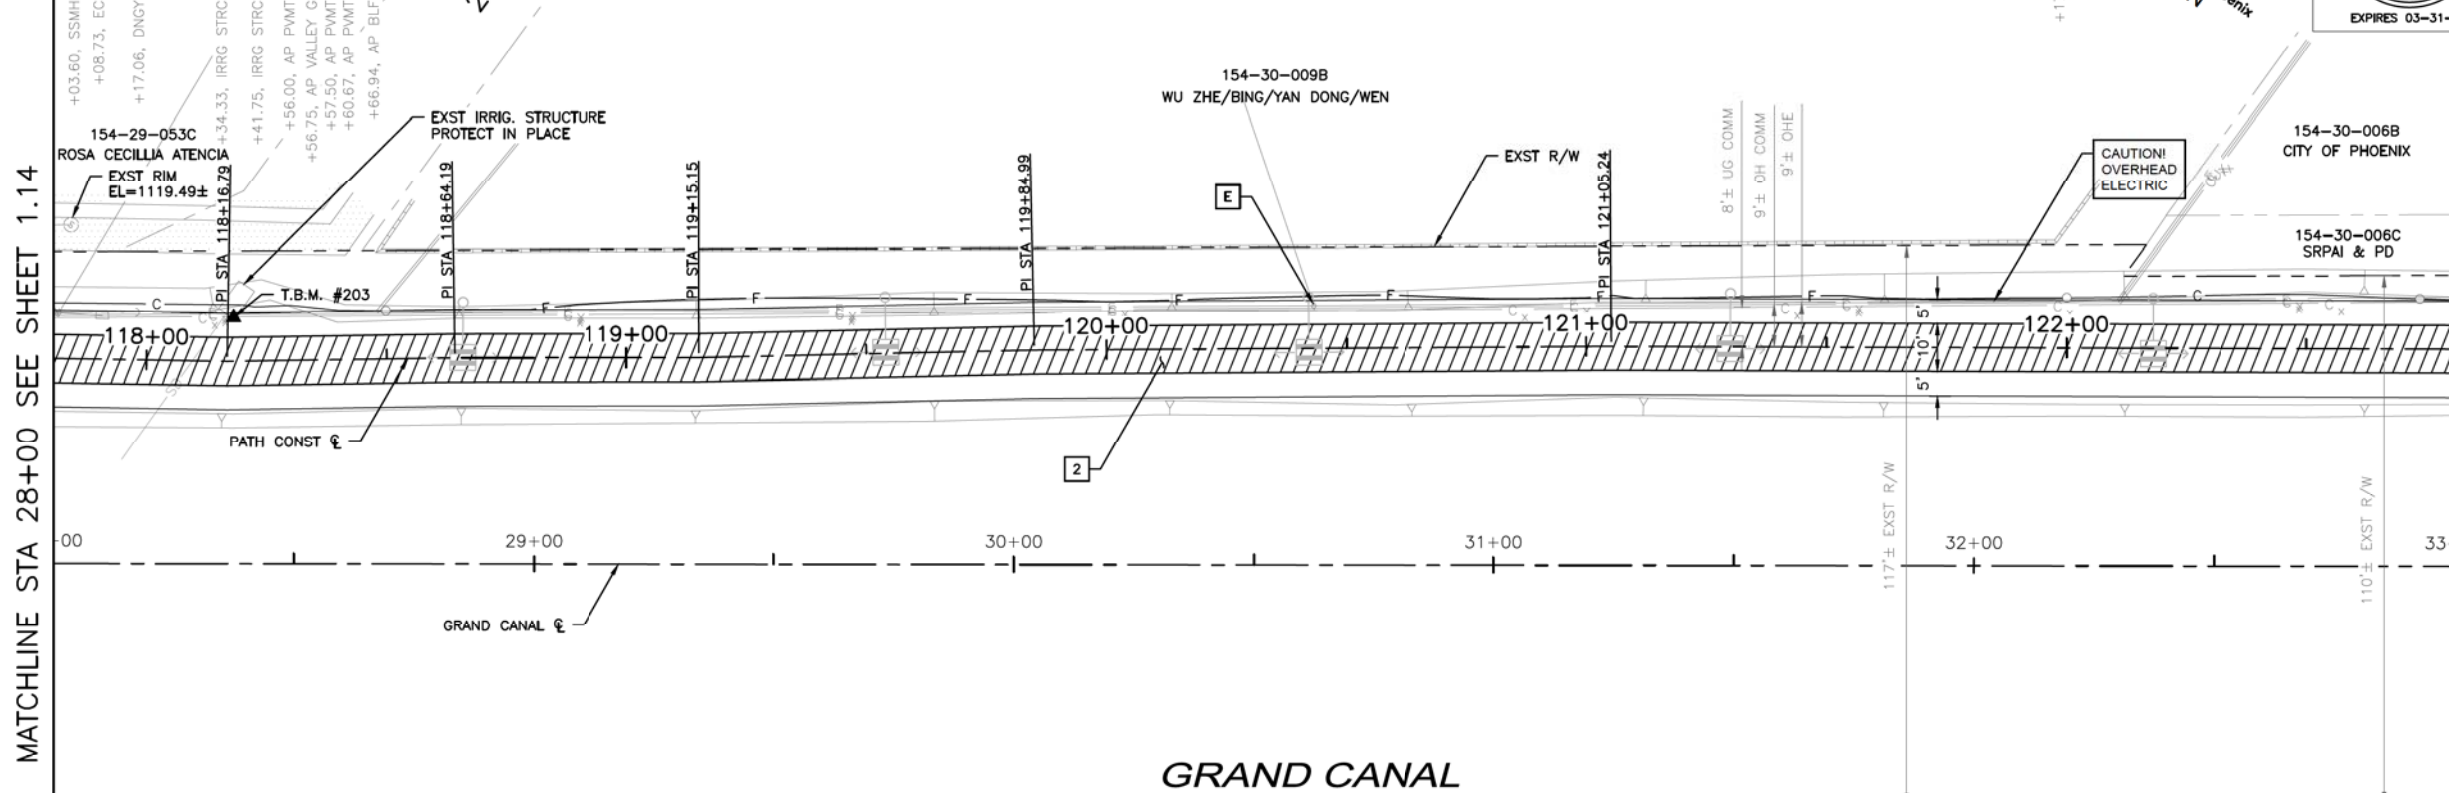 MATCHLINE STA 28+00 SEE SHEET 1.14
+03.60, SSMH
+08.73, EC
+17.06, DNGY
+34.33, IRRG STRC
+41.75, IRRG STRC
+56.00, AP PVMT
+56.75, AP VALLEY G
+57.50, AP PVMT
+60.67, AP PVMT
+66.94, AP BLF
EXPIRES 03-31-
154-29-053C
ROSA CECILLIA ATENCIA
EXST RIM
EL=1119.49±
EXST IRRIG. STRUCTURE
PROTECT IN PLACE
154-30-009B
WU ZHE/BING/YAN DONG/WEN
E
EXST R/W
8'± UG COMM
9'± OH COMM
9'± OHE
CAUTION!
OVERHEAD
ELECTRIC
154-30-006B
CITY OF PHOENIX
154-30-006C
SRPAI & PD
PI STA 118+16.79
PI STA 118+64.19
PI STA 119+15.15
PI STA 119+84.99
PI STA 121+05.24
T.B.M. #203
C F F F F F F F C
118+00 119+00 120+00 121+00 122+00
5'
10'
5'
PATH CONST ℄
2
117'± EXST R/W
110'± EXST R/W
+00 29+00 30+00 31+00 32+00 33
GRAND CANAL ℄
GRAND CANAL